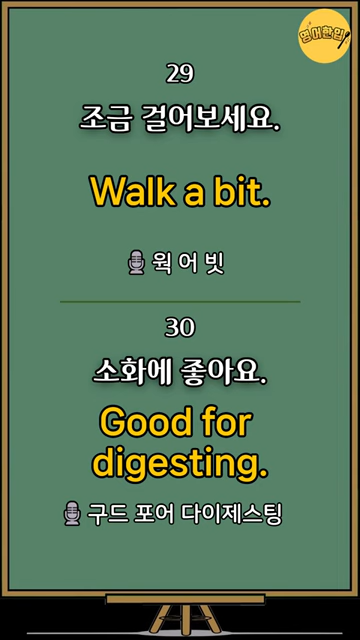 영어한입
29
조금 걸어보세요.
Walk a bit.
웍 어 빗
30
소화에 좋아요.
Good for
digesting.
구드 포어 다이제스팅